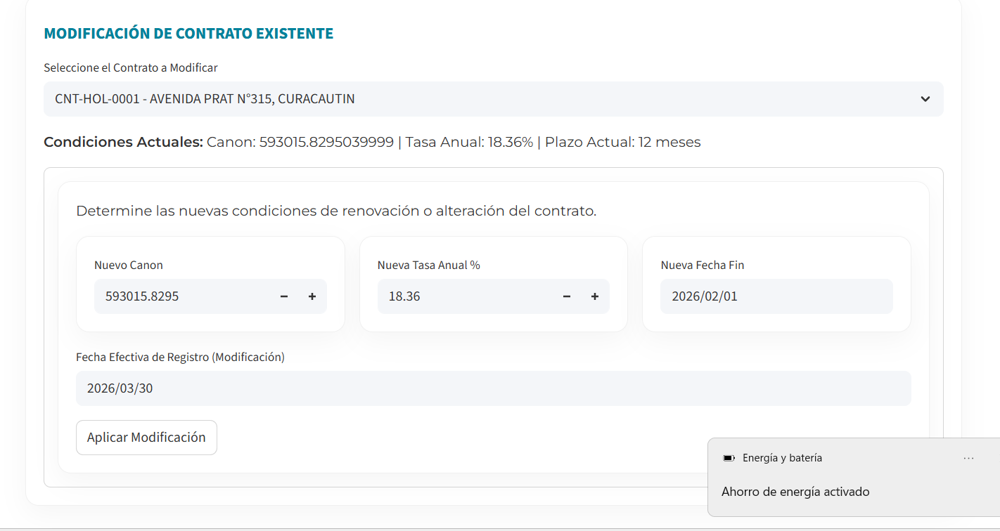 MODIFICACIÓN DE CONTRATO EXISTENTE
Seleccione el Contrato a Modificar
CNT-HOL-0001 - AVENIDA PRAT N°315, CURACAUTIN
Condiciones Actuales: Canon: 593015.8295039999 | Tasa Anual: 18.36% | Plazo Actual: 12 meses
Determine las nuevas condiciones de renovación o alteración del contrato.
Nuevo Canon
593015.8295
Nueva Tasa Anual %
18.36
Nueva Fecha Fin
2026/02/01
Fecha Efectiva de Registro (Modificación)
2026/03/30
Aplicar Modificación
Energía y batería
Ahorro de energía activado